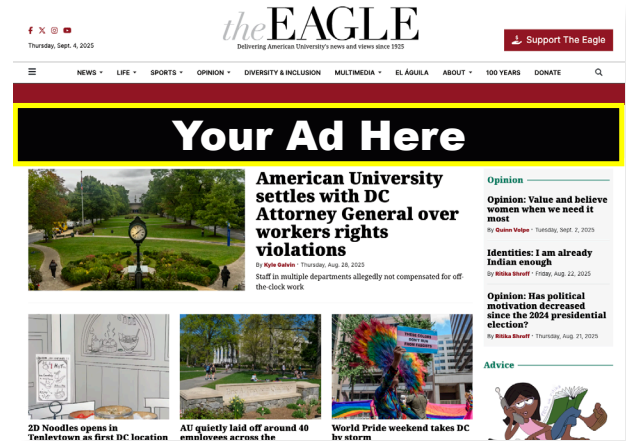 the EAGLE
Thursday, Sept. 4, 2025
Delivering American University's news and views since 1925
Support The Eagle
NEWS LIFE SPORTS OPINION DIVERSITY & INCLUSION MULTIMEDIA EL ÁGUILA ABOUT 100 YEARS DONATE
Your Ad Here
American University
settles with DC
Attorney General over
workers rights
violations
By Kyle Galvin · Thursday, Aug. 28, 2025
Staff in multiple departments allegedly not compensated for off-
the-clock work
Opinion
Opinion: Value and believe
women when we need it
most
By Quinn Volpe · Tuesday, Sept. 2, 2025
Identities: I am already
Indian enough
By Ritika Shroff · Friday, Aug. 22, 2025
Opinion: Has political
motivation decreased
since the 2024 presidential
election?
By Ritika Shroff · Thursday, Aug. 21, 2025
Advice
2D Noodles opens in
Tenleytown as first DC location
AU quietly laid off around 40
employees across the
World Pride weekend takes DC
by storm